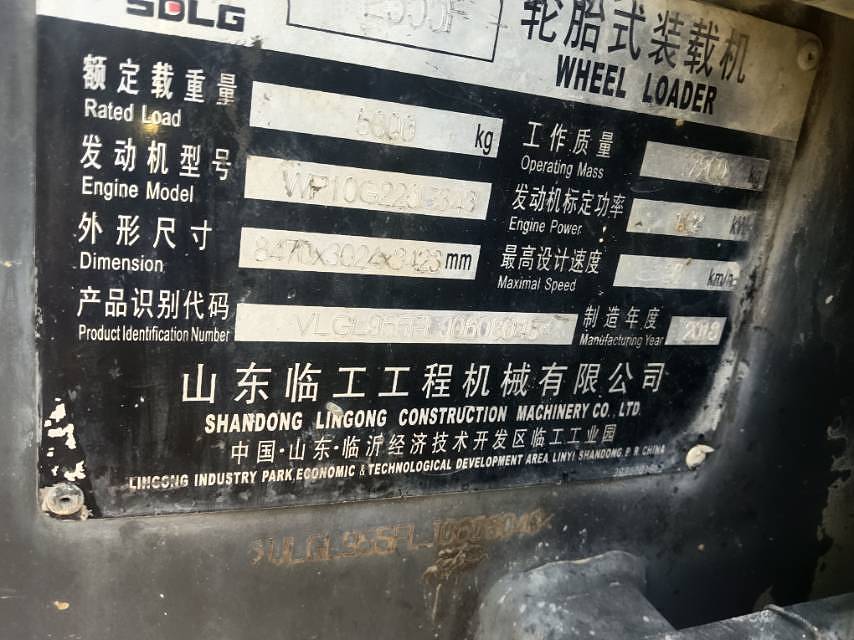 SDLG
轮胎式装载机
WHEEL LOADER
额定载重量
Rated Load
kg
工作质量
Operating Mass
kg
发动机型号
Engine Model
发动机标定功率
Engine Power
kW
外形尺寸
Dimension
8470x3024x3423 mm
最高设计速度
Maximal Speed
km/h
产品识别代码
Product Identification Number
制造年度
Manufacturing Year
2018
山东临工工程机械有限公司
SHANDONG LINGONG CONSTRUCTION MACHINERY CO., LTD.
中国·山东·临沂经济技术开发区临工工业园
LINGONG INDUSTRY PARK,ECONOMIC & TECHNOLOGICAL DEVELOPMENT AREA, LINYI SHANDONG, P. R. CHINA